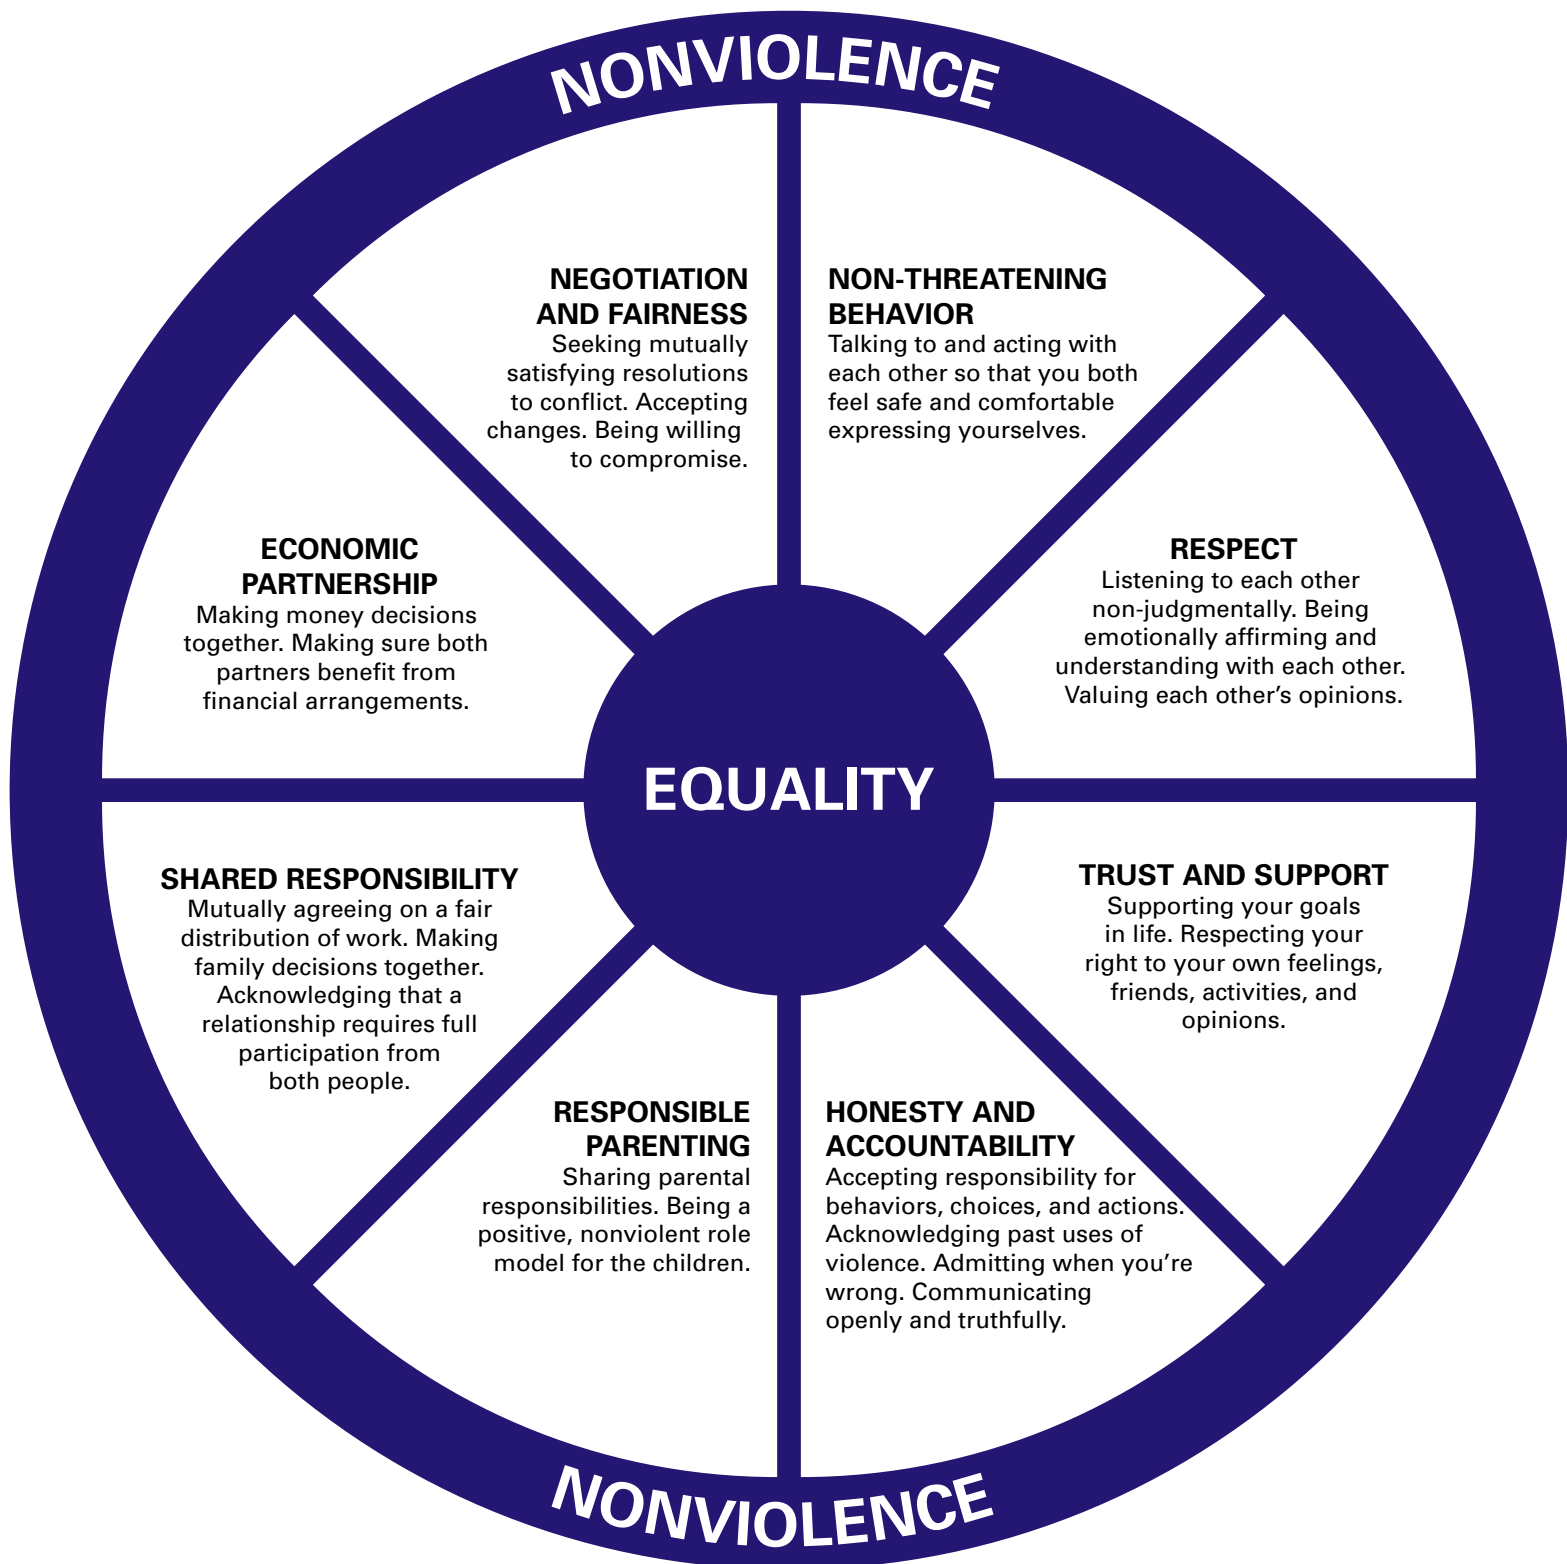 NONVIOLENCE
NEGOTIATION
AND FAIRNESS
Seeking mutually
satisfying resolutions
to conflict. Accepting
changes. Being willing
to compromise.
NON-THREATENING
BEHAVIOR
Talking to and acting with
each other so that you both
feel safe and comfortable
expressing yourselves.
ECONOMIC
PARTNERSHIP
Making money decisions
together. Making sure both
partners benefit from
financial arrangements.
RESPECT
Listening to each other
non-judgmentally. Being
emotionally affirming and
understanding with each other.
Valuing each other’s opinions.
EQUALITY
SHARED RESPONSIBILITY
Mutually agreeing on a fair
distribution of work. Making
family decisions together.
Acknowledging that a
relationship requires full
participation from
both people.
TRUST AND SUPPORT
Supporting your goals
in life. Respecting your
right to your own feelings,
friends, activities, and
opinions.
RESPONSIBLE
PARENTING
Sharing parental
responsibilities. Being a
positive, nonviolent role
model for the children.
HONESTY AND
ACCOUNTABILITY
Accepting responsibility for
behaviors, choices, and actions.
Acknowledging past uses of
violence. Admitting when you’re
wrong. Communicating
openly and truthfully.
NONVIOLENCE